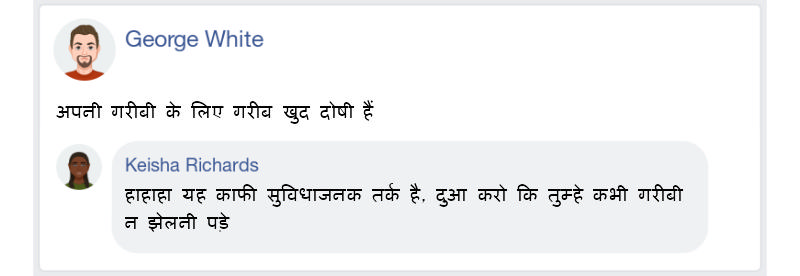 George White
अपनी गरीबी के लिए गरीब खुद दोषी हैं
Keisha Richards
हाहाहा यह काफी सुविधाजनक तर्क है, दुआ करो कि तुम्हे कभी गरीबी
न झेलनी पड़े